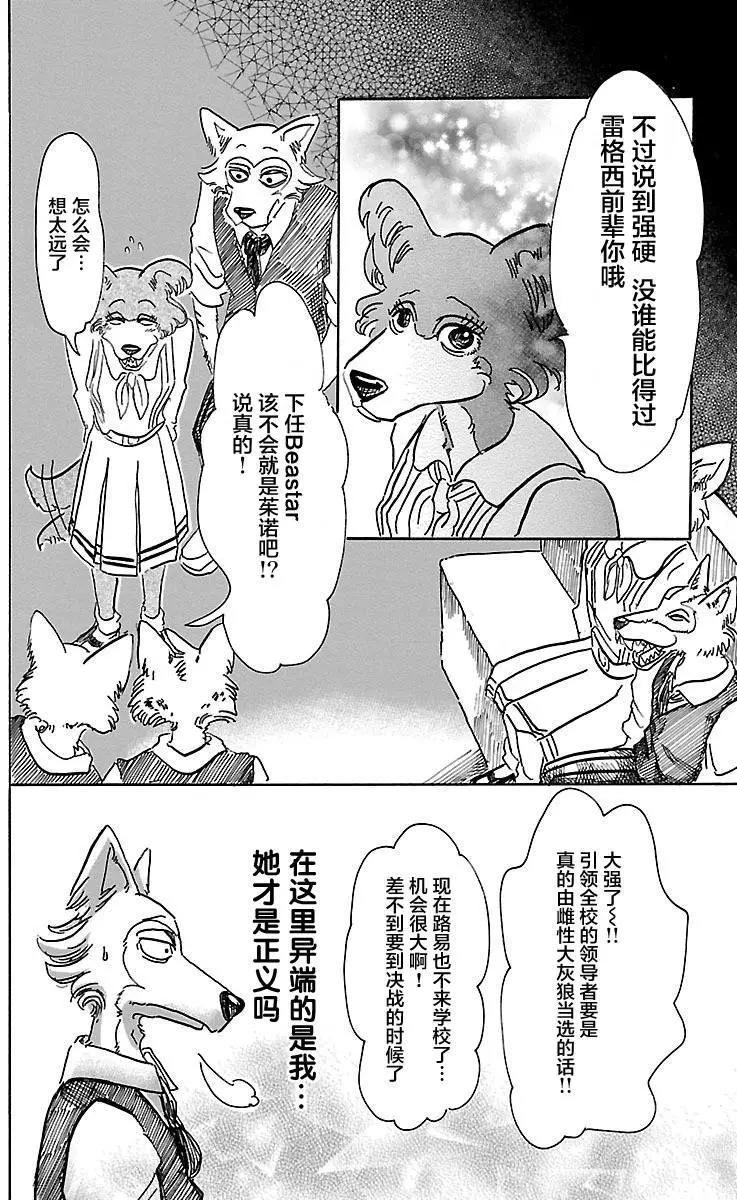 不过说到强硬 没谁能比得过
雷格西前辈你哦
下任Beastar
该不会就是茱诺吧!?
说真的!
怎么会…
想太远了
大强了~!!
引领全校的领导者要是
真的由雌性大灰狼当选的话!!
现在路易也不来学校了…
机会很大啊!
差不到要到决战的时候了
在这里异端的是我…
她才是正义吗